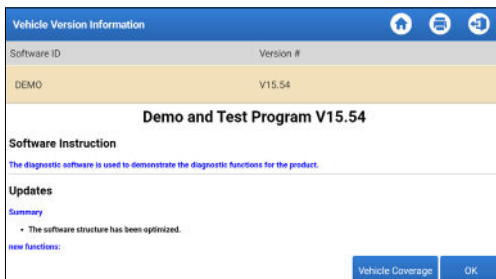 Vehicle Version Information
Software ID Version #
DEMO V15.54
Demo and Test Program V15.54
Software Instruction
The diagnostic software is used to demonstrate the diagnostic functions for the product.
Updates
Summary
• The software structure has been optimized.
new functions:
Vehicle Coverage OK